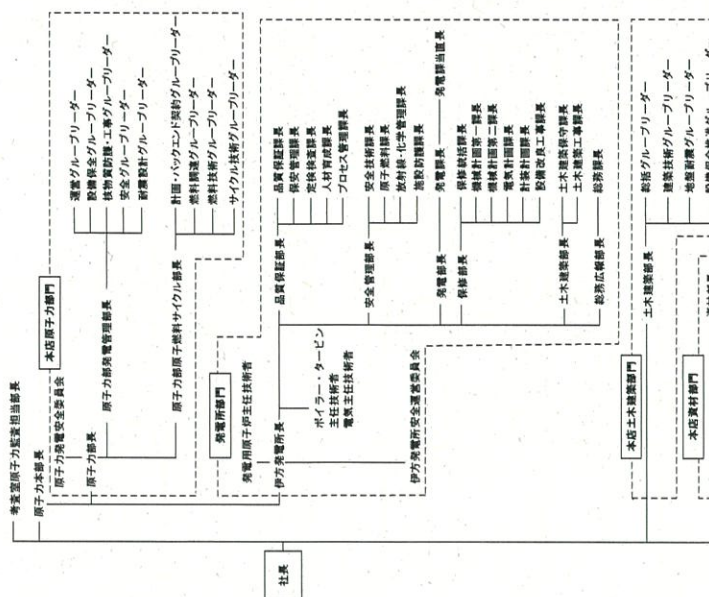 社長
考査室原子力監査担当部長
原子力本部長
本店原子力部門
原子力発電安全委員会
原子力部長
原子力部発電管理部長
運営グループリーダー
設備保全グループリーダー
核物質防護・工事グループリーダー
安全グループリーダー
耐震設計グループリーダー
原子力部原子燃料サイクル部長
計画・バックエンド契約グループリーダー
燃料調達グループリーダー
燃料技術グループリーダー
サイクル技術グループリーダー
発電所部門
発電用原子炉主任技術者
伊方発電所長
ボイラー・タービン
主任技術者
電気主任技術者
伊方発電所安全運営委員会
品質保証部長
品質保証課長
保安管理課長
定検検査課長
人材育成課長
プロセス管理課長
安全管理部長
安全技術課長
原子燃料課長
放射線・化学管理課長
施設防護課長
発電部長
発電課長
発電課当直長
保修部長
保修統括課長
機械計画第一課長
機械計画第二課長
電気計画課長
計装計画課長
設備改良工事課長
土木建築部長
土木建築保守課長
土木建築工事課長
総務広報部長
総務課長
本店土木建築部門
土木建築部長
総括グループリーダー
建築技術グループリーダー
地盤耐震グループリーダー
本店資材部門